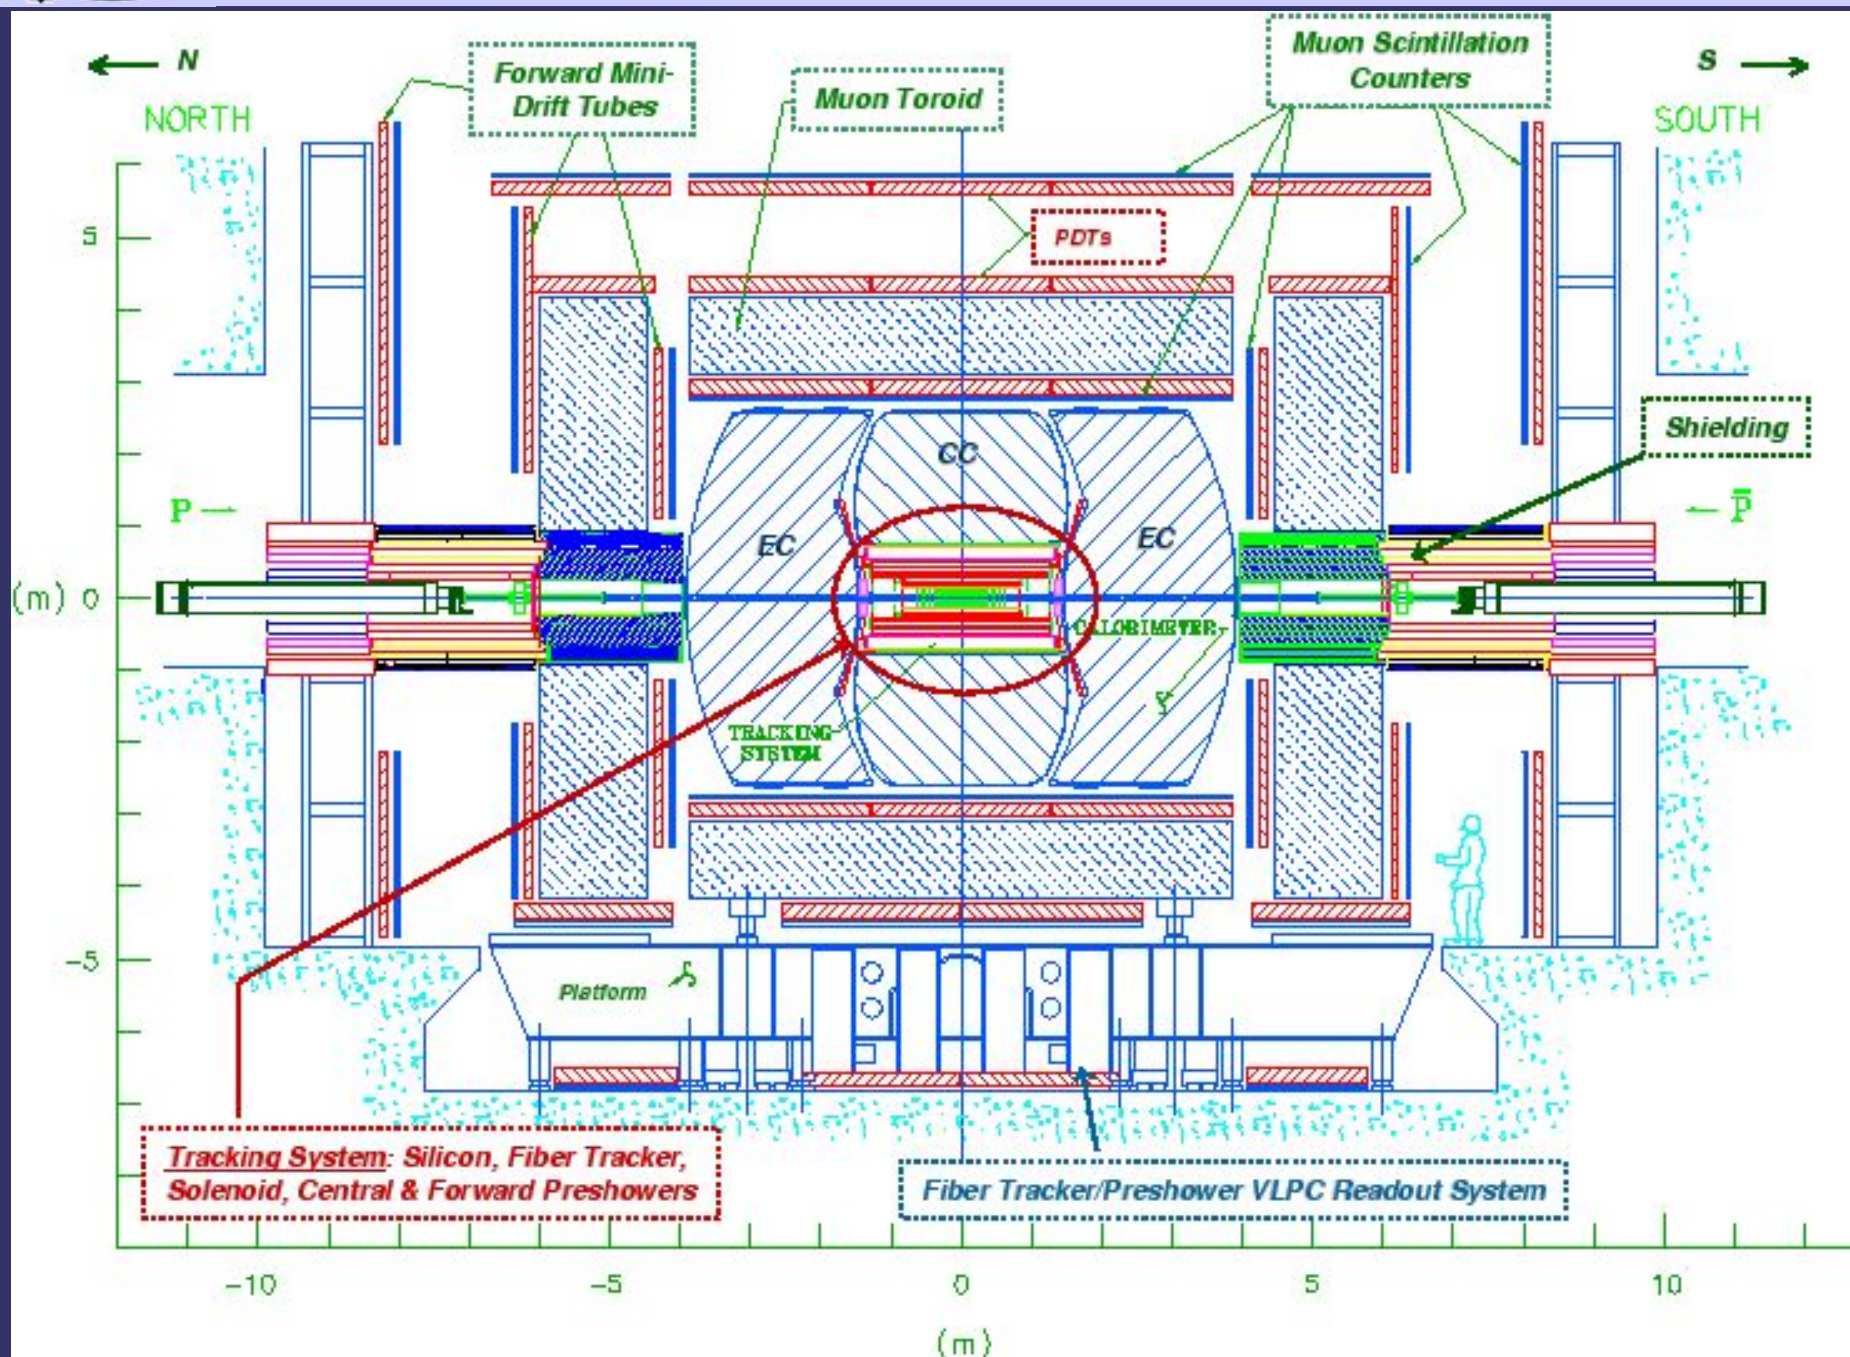 N
Forward Mini-
Drift Tubes
Muon Toroid
Muon Scintillation
Counters
S
NORTH
SOUTH
5
PDTs
Shielding
CC
EC
EC
P
P̅
(m) 0
CALORIMETER
TRACKING
SYSTEM
-5
Platform
Tracking System: Silicon, Fiber Tracker,
Solenoid, Central & Forward Preshowers
Fiber Tracker/Preshower VLPC Readout System
-10
-5
0
5
10
(m)